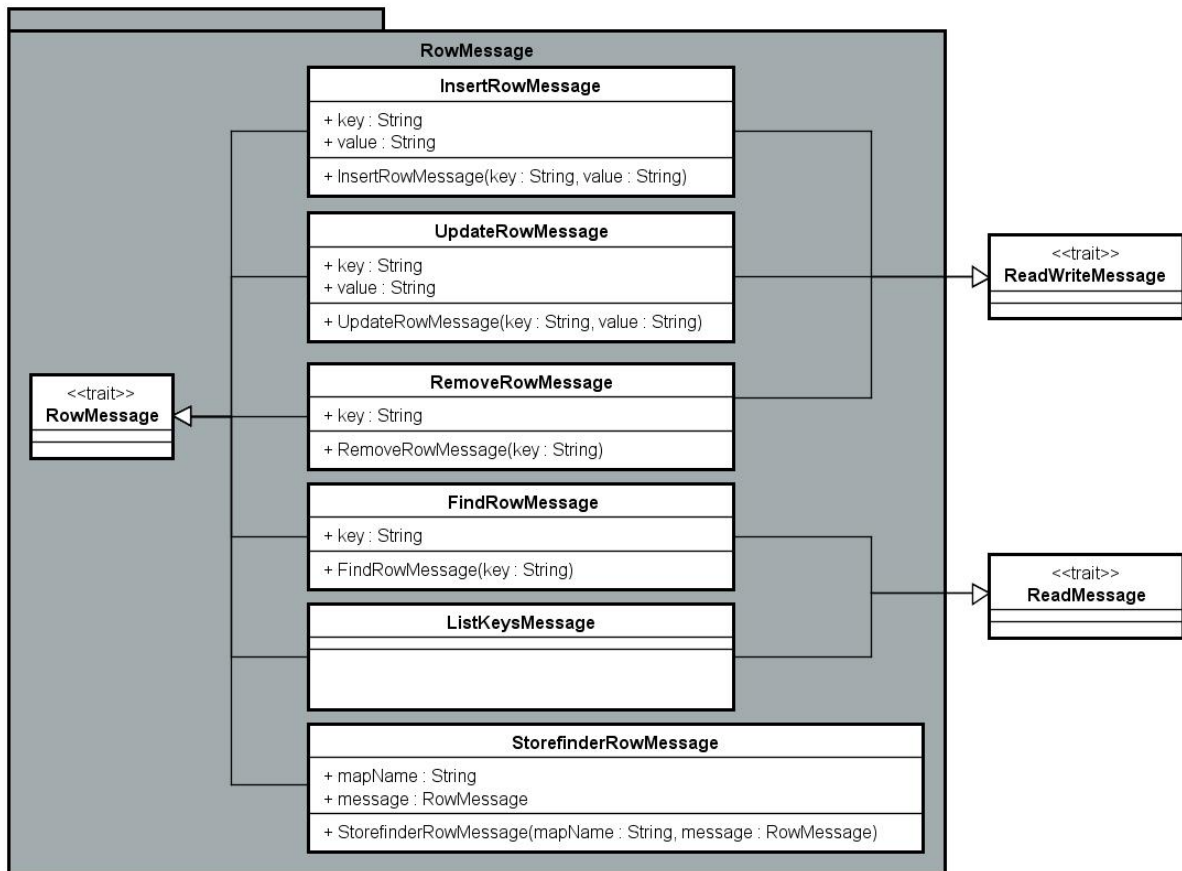 RowMessage
InsertRowMessage
+ key : String
+ value : String
+ InsertRowMessage(key : String, value : String)
UpdateRowMessage
+ key : String
+ value : String
+ UpdateRowMessage(key : String, value : String)
<<trait>>
ReadWriteMessage
<<trait>>
RowMessage
RemoveRowMessage
+ key : String
+ RemoveRowMessage(key : String)
FindRowMessage
+ key : String
+ FindRowMessage(key : String)
<<trait>>
ReadMessage
ListKeysMessage
StorefinderRowMessage
+ mapName : String
+ message : RowMessage
+ StorefinderRowMessage(mapName : String, message : RowMessage)